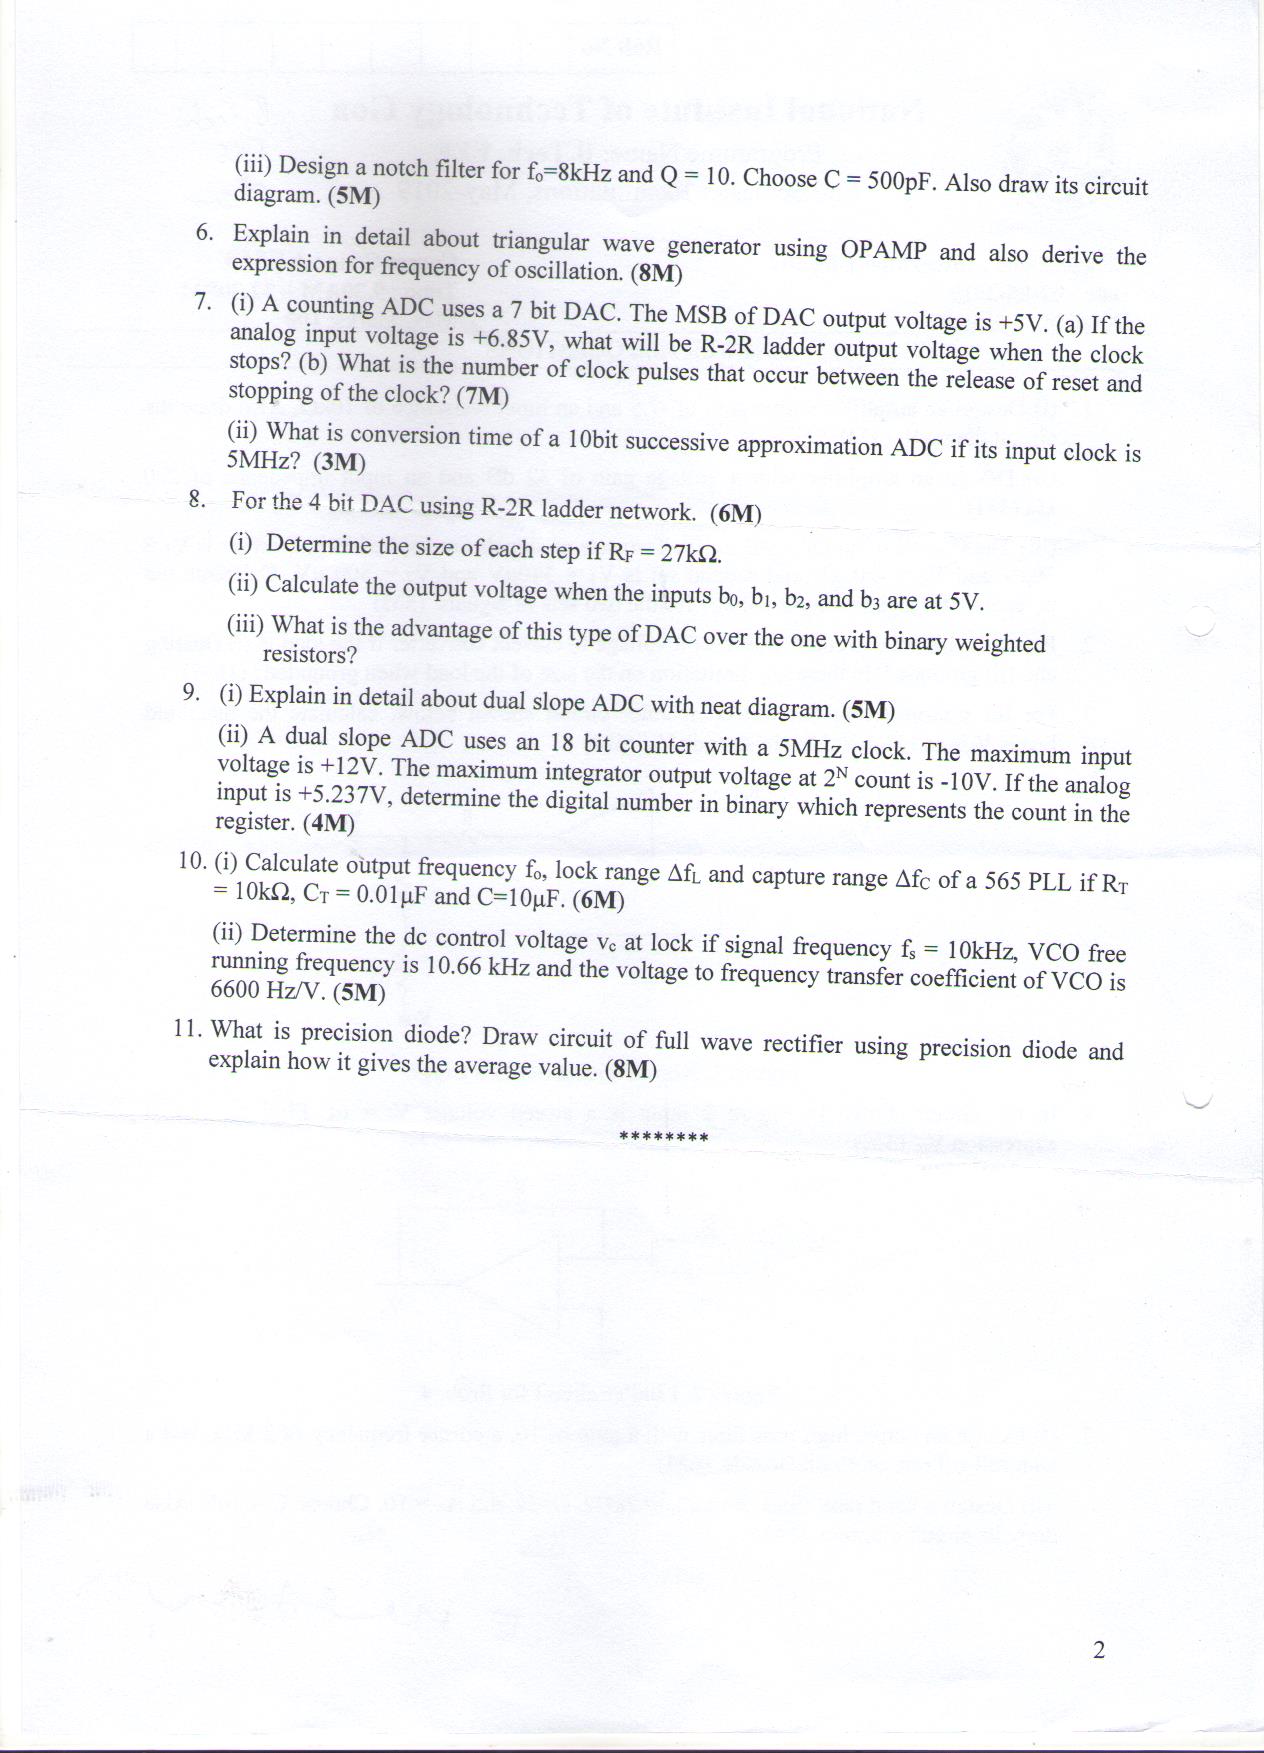 (iii) Design a notch filter for fₒ=8kHz and Q = 10. Choose C = 500pF. Also draw its circuit
diagram. (5M)
6. Explain in detail about triangular wave generator using OPAMP and also derive the
expression for frequency of oscillation. (8M)
7. (i) A counting ADC uses a 7 bit DAC. The MSB of DAC output voltage is +5V. (a) If the
analog input voltage is +6.85V, what will be R-2R ladder output voltage when the clock
stops? (b) What is the number of clock pulses that occur between the release of reset and
stopping of the clock? (7M)
(ii) What is conversion time of a 10bit successive approximation ADC if its input clock is
5MHz? (3M)
8. For the 4 bit DAC using R-2R ladder network. (6M)
(i) Determine the size of each step if R_F = 27kΩ.
(ii) Calculate the output voltage when the inputs b₀, b₁, b₂, and b₃ are at 5V.
(iii) What is the advantage of this type of DAC over the one with binary weighted
resistors?
9. (i) Explain in detail about dual slope ADC with neat diagram. (5M)
(ii) A dual slope ADC uses an 18 bit counter with a 5MHz clock. The maximum input
voltage is +12V. The maximum integrator output voltage at 2ᴺ count is -10V. If the analog
input is +5.237V, determine the digital number in binary which represents the count in the
register. (4M)
10. (i) Calculate output frequency fₒ, lock range Δf_L and capture range Δf_C of a 565 PLL if R_T
= 10kΩ, C_T = 0.01μF and C=10μF. (6M)
(ii) Determine the dc control voltage v_c at lock if signal frequency fₛ = 10kHz, VCO free
running frequency is 10.66 kHz and the voltage to frequency transfer coefficient of VCO is
6600 Hz/V. (5M)
11. What is precision diode? Draw circuit of full wave rectifier using precision diode and
explain how it gives the average value. (8M)
********
2